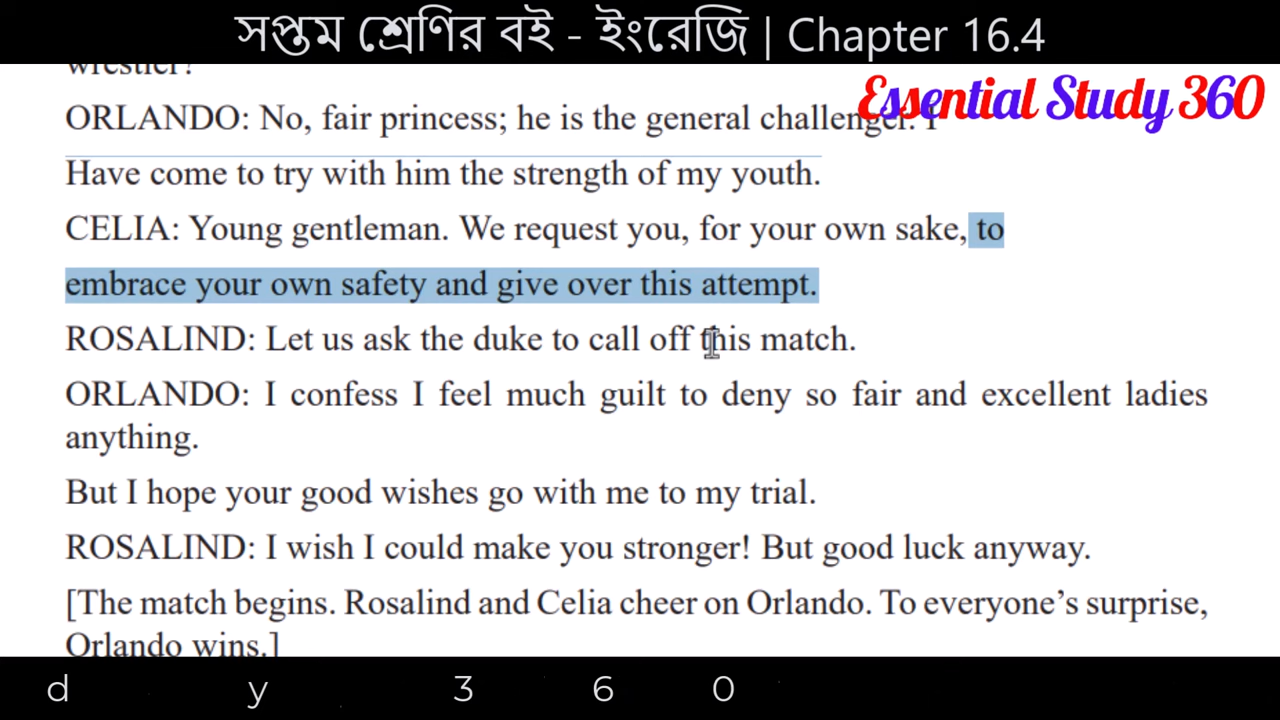 সপ্তম শ্রেণির বই - ইংরেজি | Chapter 16.4
wrestler?
Essential Study 360
ORLANDO: No, fair princess; he is the general challenger. I
Have come to try with him the strength of my youth.
CELIA: Young gentleman. We request you, for your own sake, to
embrace your own safety and give over this attempt.
ROSALIND: Let us ask the duke to call off this match.
ORLANDO: I confess I feel much guilt to deny so fair and excellent ladies
anything.
But I hope your good wishes go with me to my trial.
ROSALIND: I wish I could make you stronger! But good luck anyway.
[The match begins. Rosalind and Celia cheer on Orlando. To everyone's surprise,
Orlando wins.]
d y 3 6 0